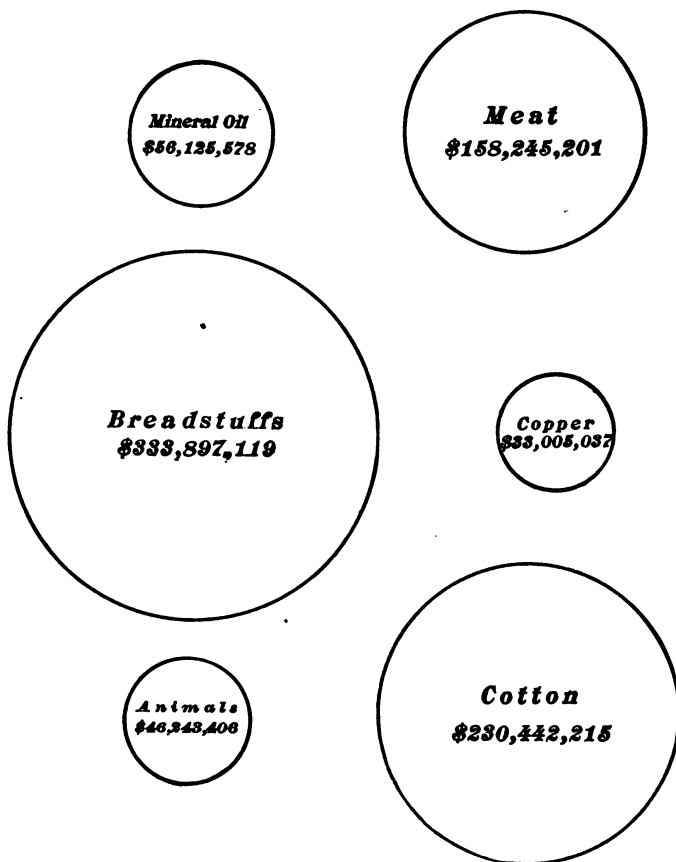 Mineral Oil
$56,125,578
Meat
$158,245,201
Breadstuffs
$333,897,119
Copper
$33,005,037
Animals
$46,243,406
Cotton
$230,442,215